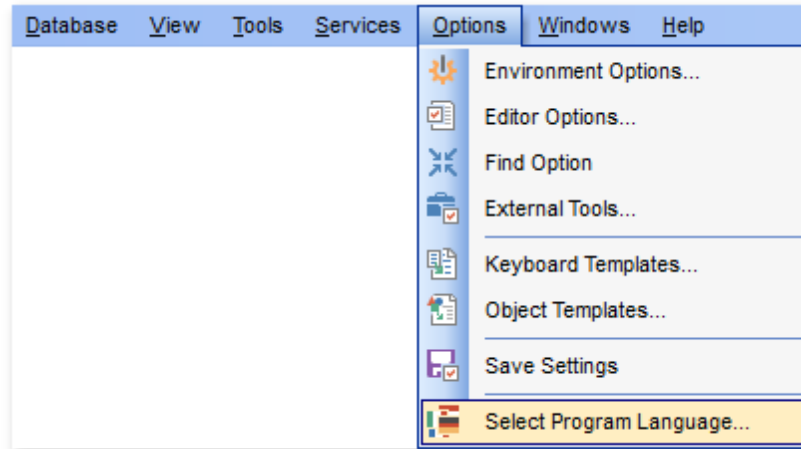 Database View Tools Services Options Windows Help
Environment Options...
Editor Options...
Find Option
External Tools...
Keyboard Templates...
Object Templates...
Save Settings
Select Program Language...